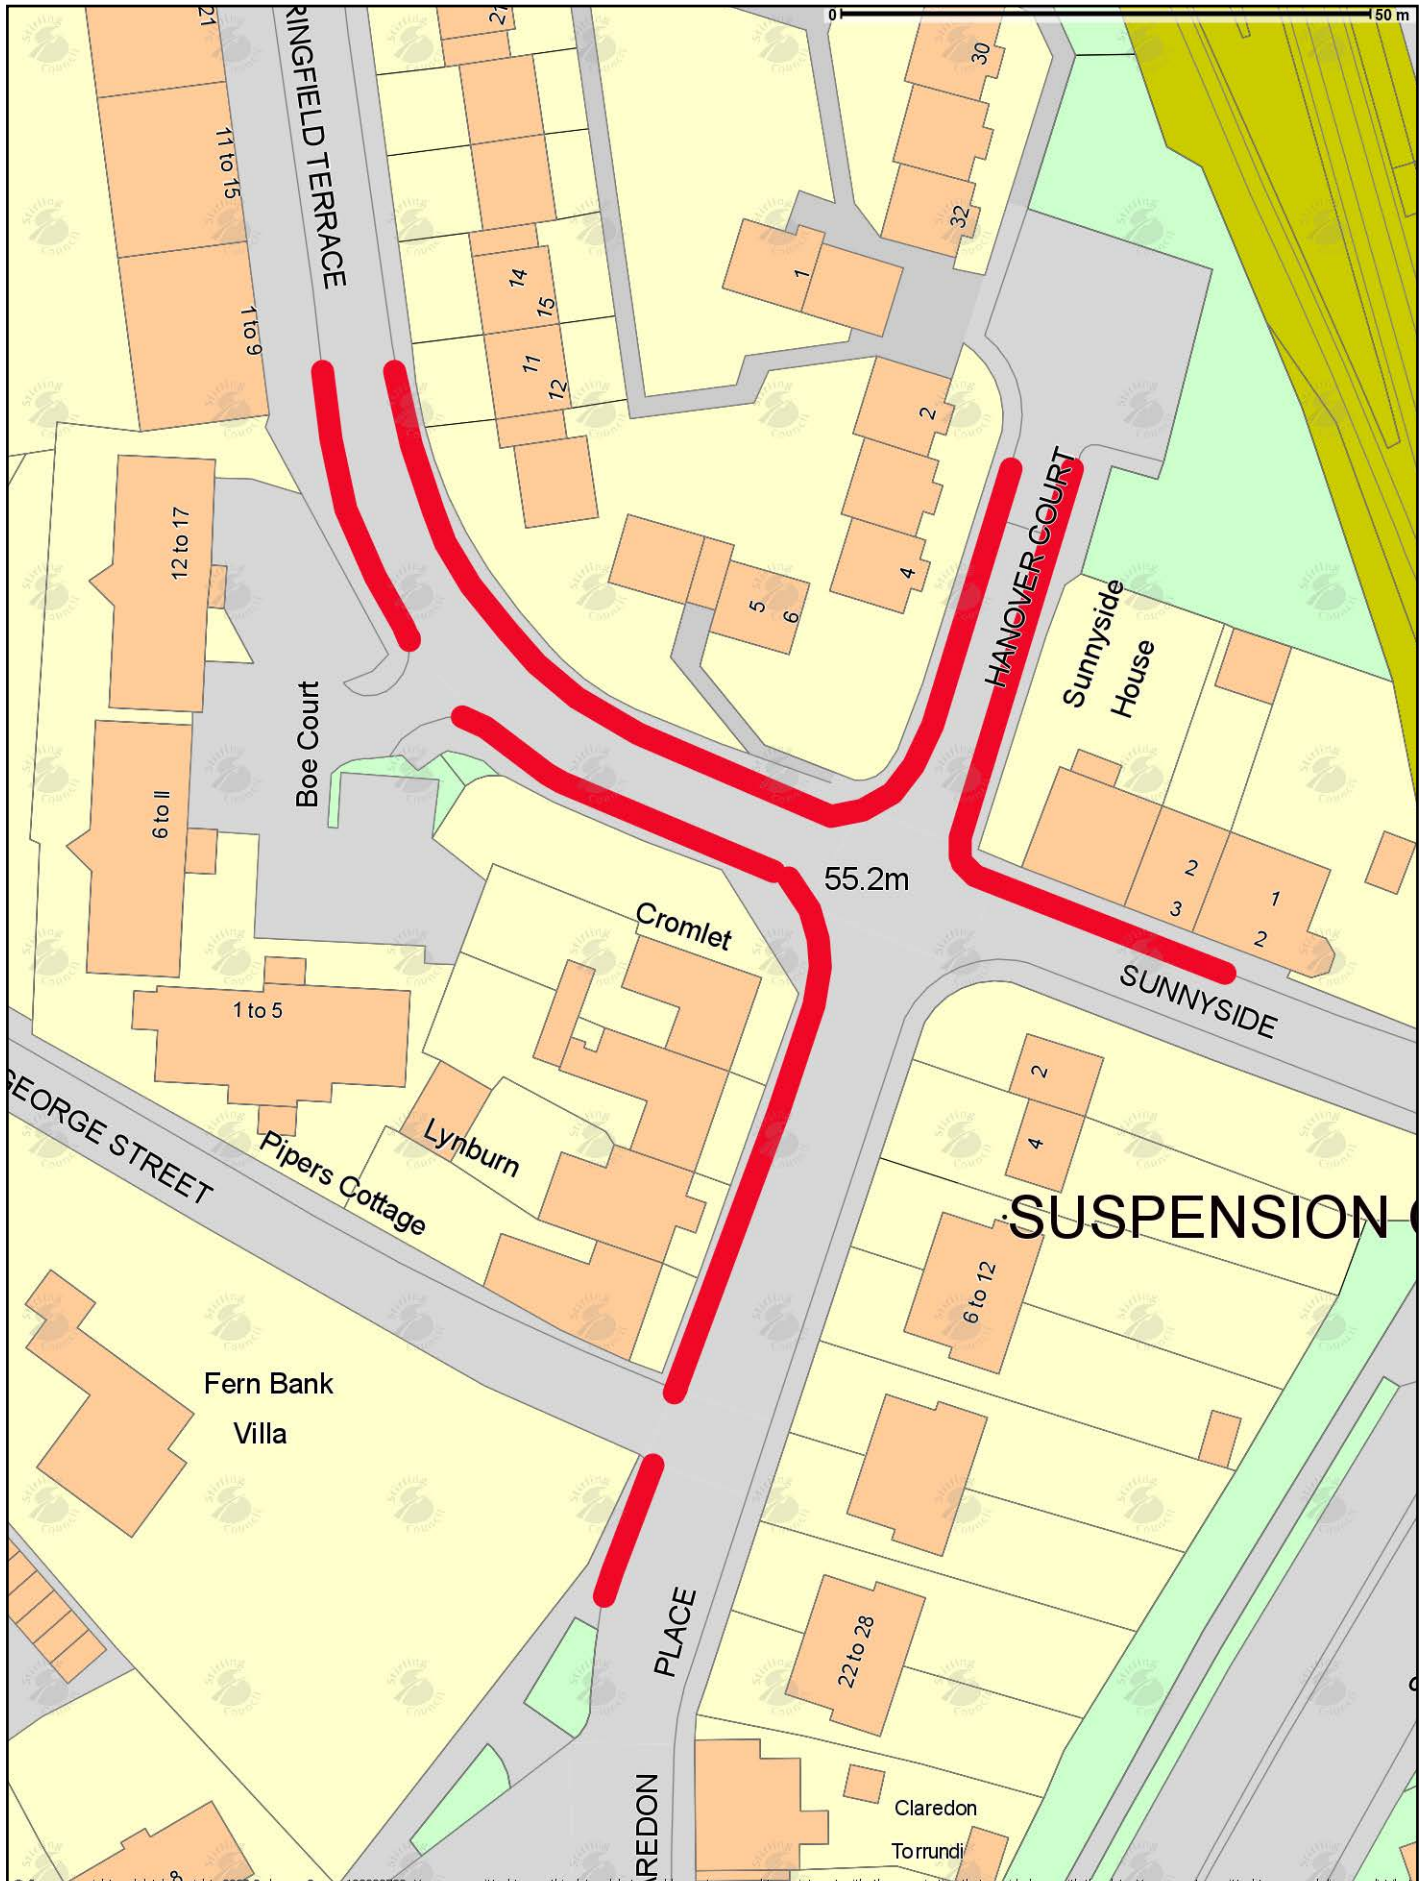 0
50 m
21
RINGFIELD TERRACE
21
30
11 to 15
32
1
14
15
1 to 9
11
12
2
HANOVER COURT
12 to 17
4
5
6
Sunnyside
House
Boe Court
6 to II
55.2m
2
3
1
2
Cromlet
SUNNYSIDE
1 to 5
2
4
GEORGE STREET
Pipers Cottage
Lynburn
SUSPENSION
6 to 12
Fern Bank
Villa
PLACE
22 to 28
AREDON
Claredon
Torrundi
Stirling
Council